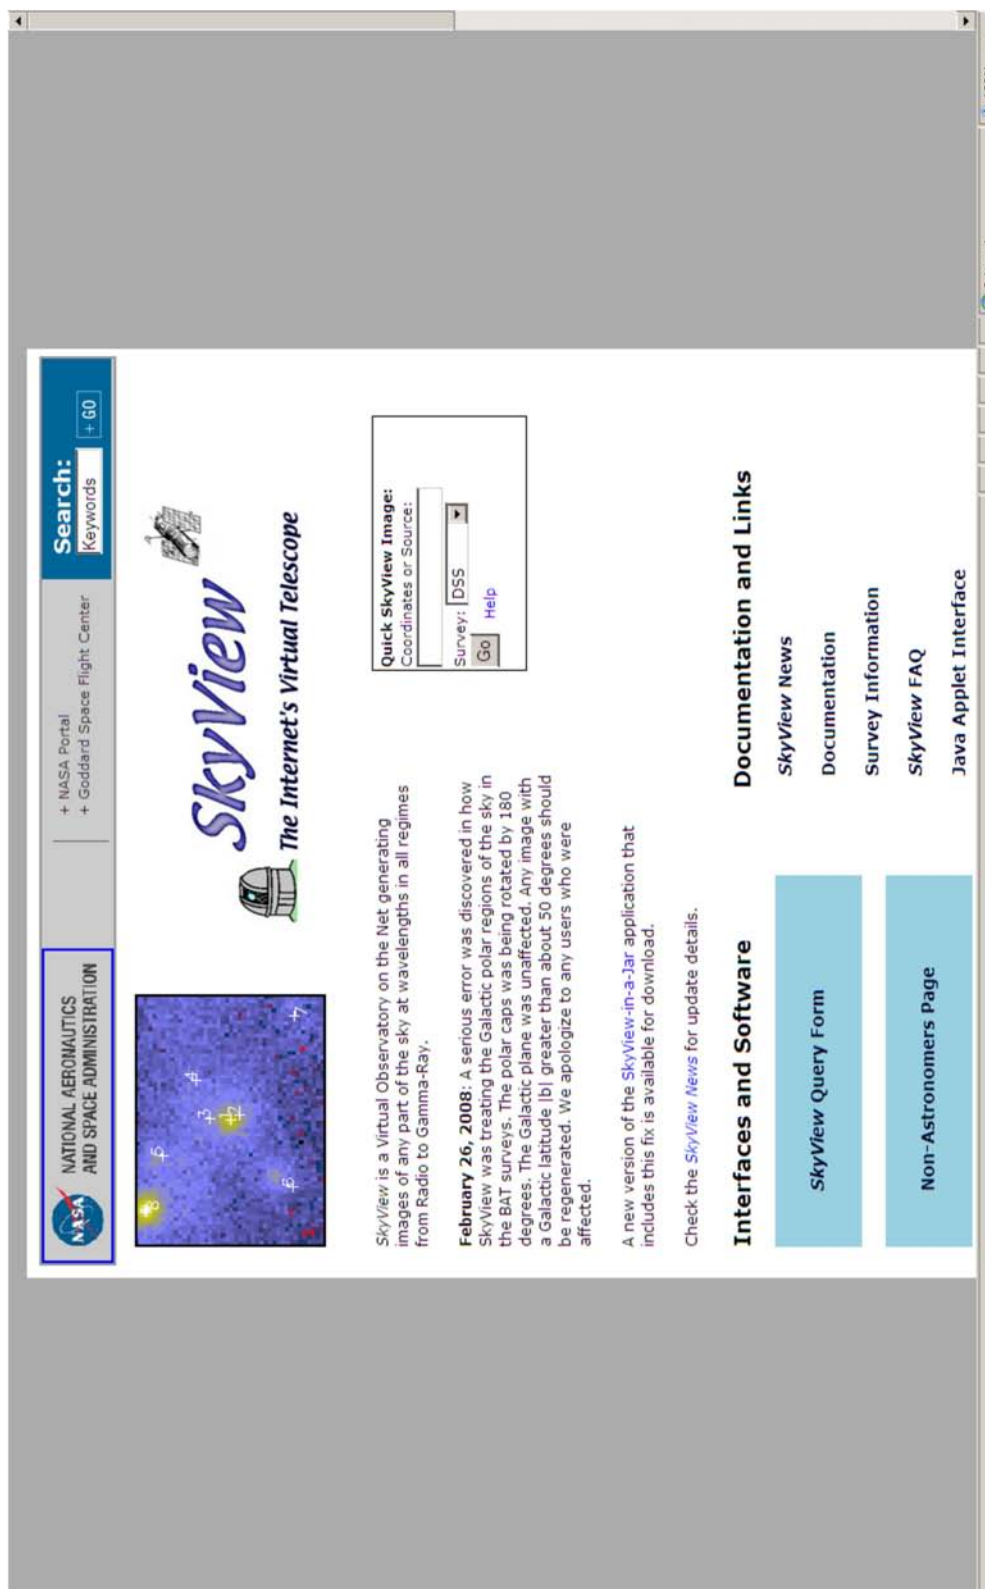 NASA
NATIONAL AERONAUTICS
AND SPACE ADMINISTRATION
+ NASA Portal
+ Goddard Space Flight Center
Search:
Keywords
+ GO
8
5
4
3
6
7
SkyView
The Internet's Virtual Telescope
SkyView is a Virtual Observatory on the Net generating
images of any part of the sky at wavelengths in all regimes
from Radio to Gamma-Ray.
Quick SkyView Image:
Coordinates or Source:
Survey: DSS
Go Help
February 26, 2008: A serious error was discovered in how
SkyView was treating the Galactic polar regions of the sky in
the BAT surveys. The polar caps was being rotated by 180
degrees. The Galactic plane was unaffected. Any image with
a Galactic latitude |b| greater than about 50 degrees should
be regenerated. We apologize to any users who were
affected.
A new version of the SkyView-in-a-Jar application that
includes this fix is available for download.
Check the SkyView News for update details.
Interfaces and Software
SkyView Query Form
Non-Astronomers Page
Documentation and Links
SkyView News
Documentation
Survey Information
SkyView FAQ
Java Applet Interface